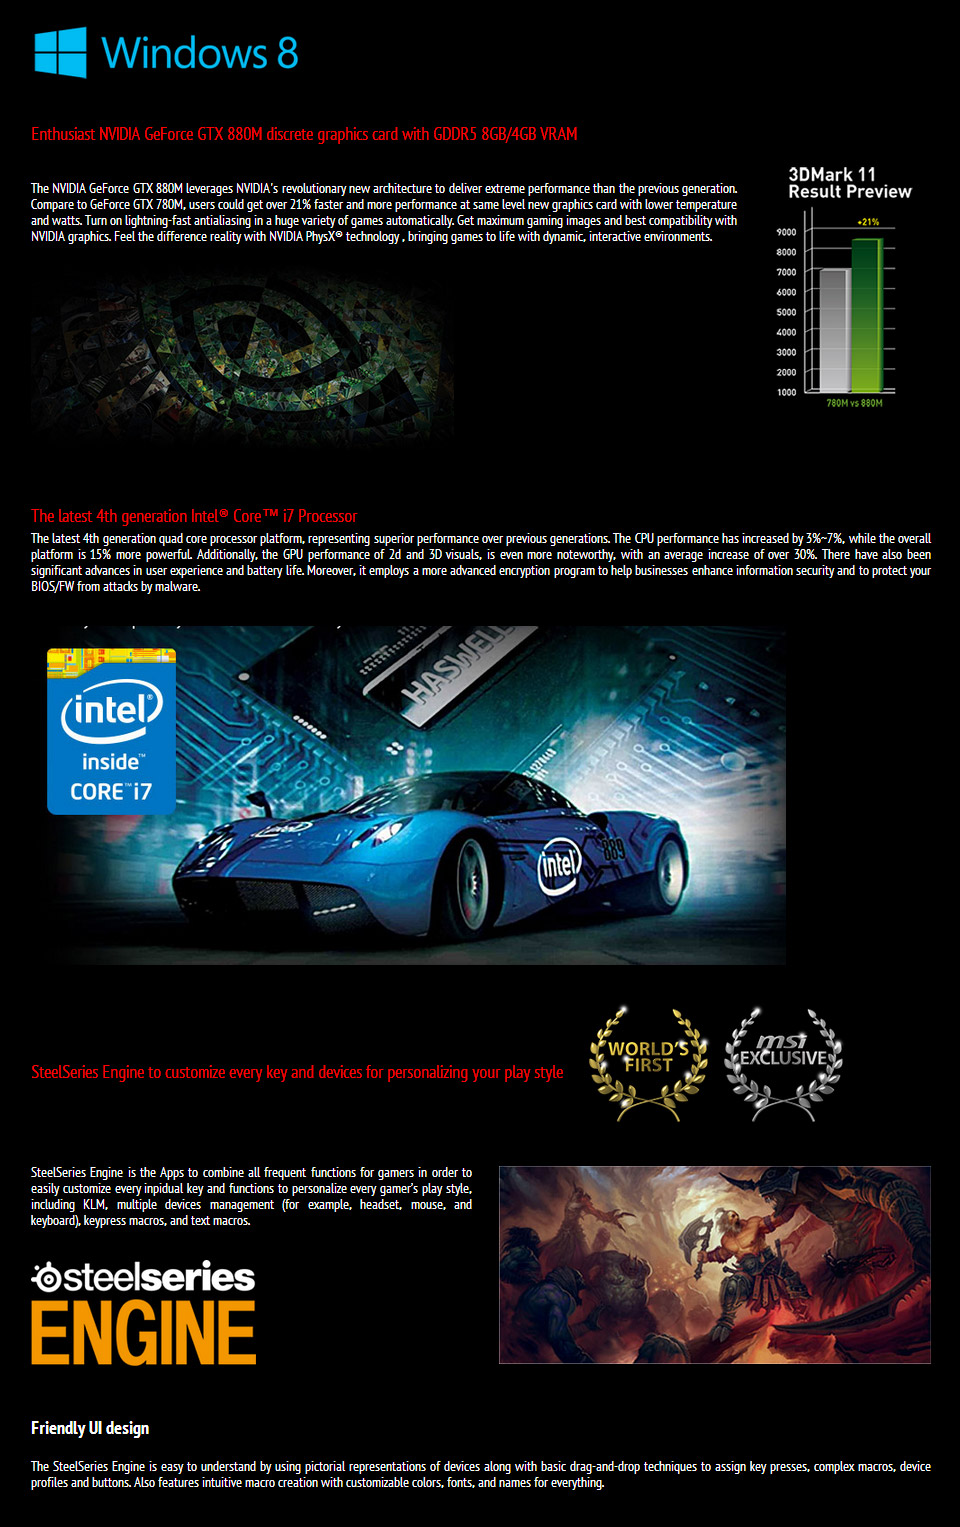 Windows 8
Enthusiast NVIDIA GeForce GTX 880M discrete graphics card with GDDR5 8GB/4GB VRAM
The NVIDIA GeForce GTX 880M leverages NVIDIA's revolutionary new architecture to deliver extreme performance than the previous generation.
Compare to GeForce GTX 780M, users could get over 21% faster and more performance at same level new graphics card with lower temperature
and watts. Turn on lightning-fast antialiasing in a huge variety of games automatically. Get maximum gaming images and best compatibility with
NVIDIA graphics. Feel the difference reality with NVIDIA PhysX® technology , bringing games to life with dynamic, interactive environments.
3DMark 11
Result Preview
+21%
9000
8000
7000
6000
5000
4000
3000
2000
1000
780M vs 880M
The latest 4th generation Intel® Core™ i7 Processor
The latest 4th generation quad core processor platform, representing superior performance over previous generations. The CPU performance has increased by 3%~7%, while the overall
platform is 15% more powerful. Additionally, the GPU performance of 2d and 3D visuals, is even more noteworthy, with an average increase of over 30%. There have also been
significant advances in user experience and battery life. Moreover, it employs a more advanced encryption program to help businesses enhance information security and to protect your
BIOS/FW from attacks by malware.
HASWELL
intel®
inside™
CORE™ i7
intel
889
intel
WORLD'S
FIRST
msi
EXCLUSIVE
SteelSeries Engine to customize every key and devices for personalizing your play style
SteelSeries Engine is the Apps to combine all frequent functions for gamers in order to
easily customize every inpidual key and functions to personalize every gamer's play style,
including KLM, multiple devices management (for example, headset, mouse, and
keyboard), keypress macros, and text macros.
steelseries
ENGINE
Friendly UI design
The SteelSeries Engine is easy to understand by using pictorial representations of devices along with basic drag-and-drop techniques to assign key presses, complex macros, device
profiles and buttons. Also features intuitive macro creation with customizable colors, fonts, and names for everything.